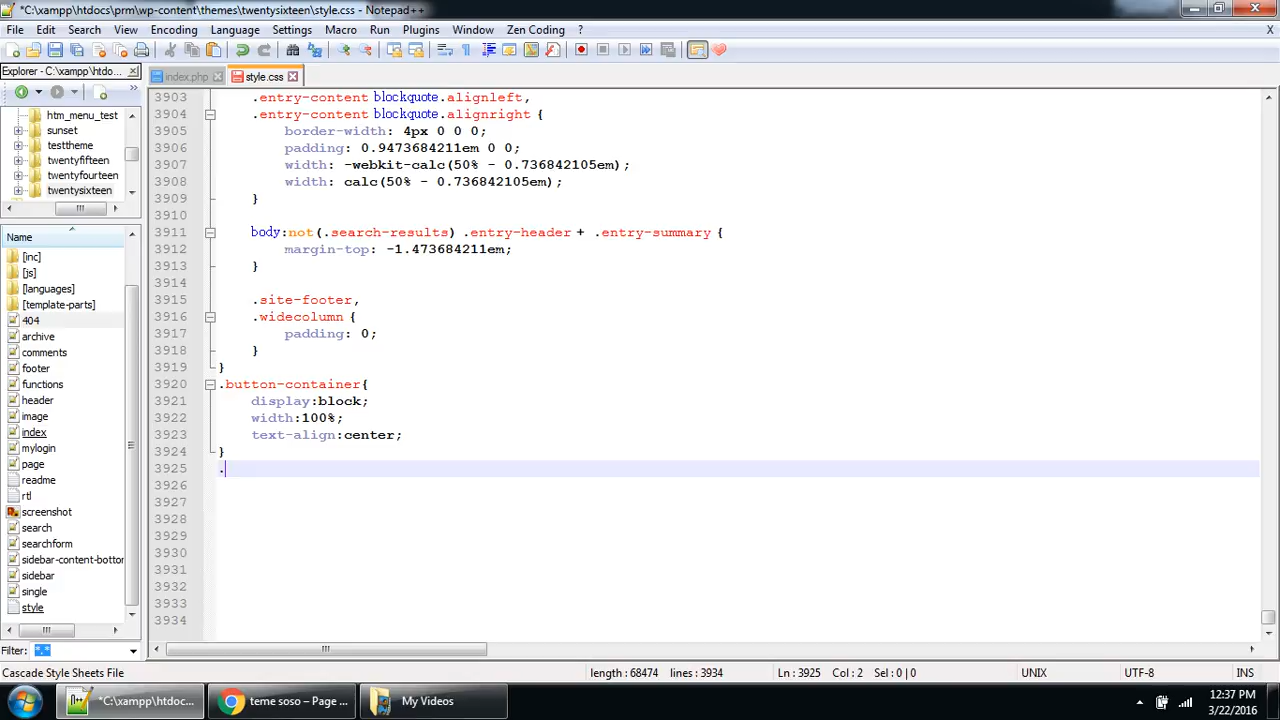 *C:\xampp\htdocs\prm\wp-content\themes\twentysixteen\style.css - Notepad++
File Edit Search View Encoding Language Settings Macro Run Plugins Window Zen Coding ? X
Explorer - C:\xampp\htdo...
index.php style.css
htm_menu_test
sunset
testtheme
twentyfifteen
twentyfourteen
twentysixteen
Name
[inc]
[js]
[languages]
[template-parts]
404
archive
comments
footer
functions
header
image
index
mylogin
page
readme
rtl
screenshot
search
searchform
sidebar-content-bottor
sidebar
single
style
Filter: *.*
3903 .entry-content blockquote.alignleft,
3904 .entry-content blockquote.alignright {
3905 border-width: 4px 0 0 0;
3906 padding: 0.9473684211em 0 0;
3907 width: -webkit-calc(50% - 0.736842105em);
3908 width: calc(50% - 0.736842105em);
3909 }
3910
3911 body:not(.search-results) .entry-header + .entry-summary {
3912 margin-top: -1.473684211em;
3913 }
3914
3915 .site-footer,
3916 .widecolumn {
3917 padding: 0;
3918 }
3919 }
3920 .button-container{
3921 display:block;
3922 width:100%;
3923 text-align:center;
3924 }
3925 .
3926
3927
3928
3929
3930
3931
3932
3933
3934
Cascade Style Sheets File length : 68474 lines : 3934 Ln : 3925 Col : 2 Sel : 0 | 0 UNIX UTF-8 INS
*C:\xampp\htdoc... teme soso – Page ... My Videos 12:37 PM
3/22/2016